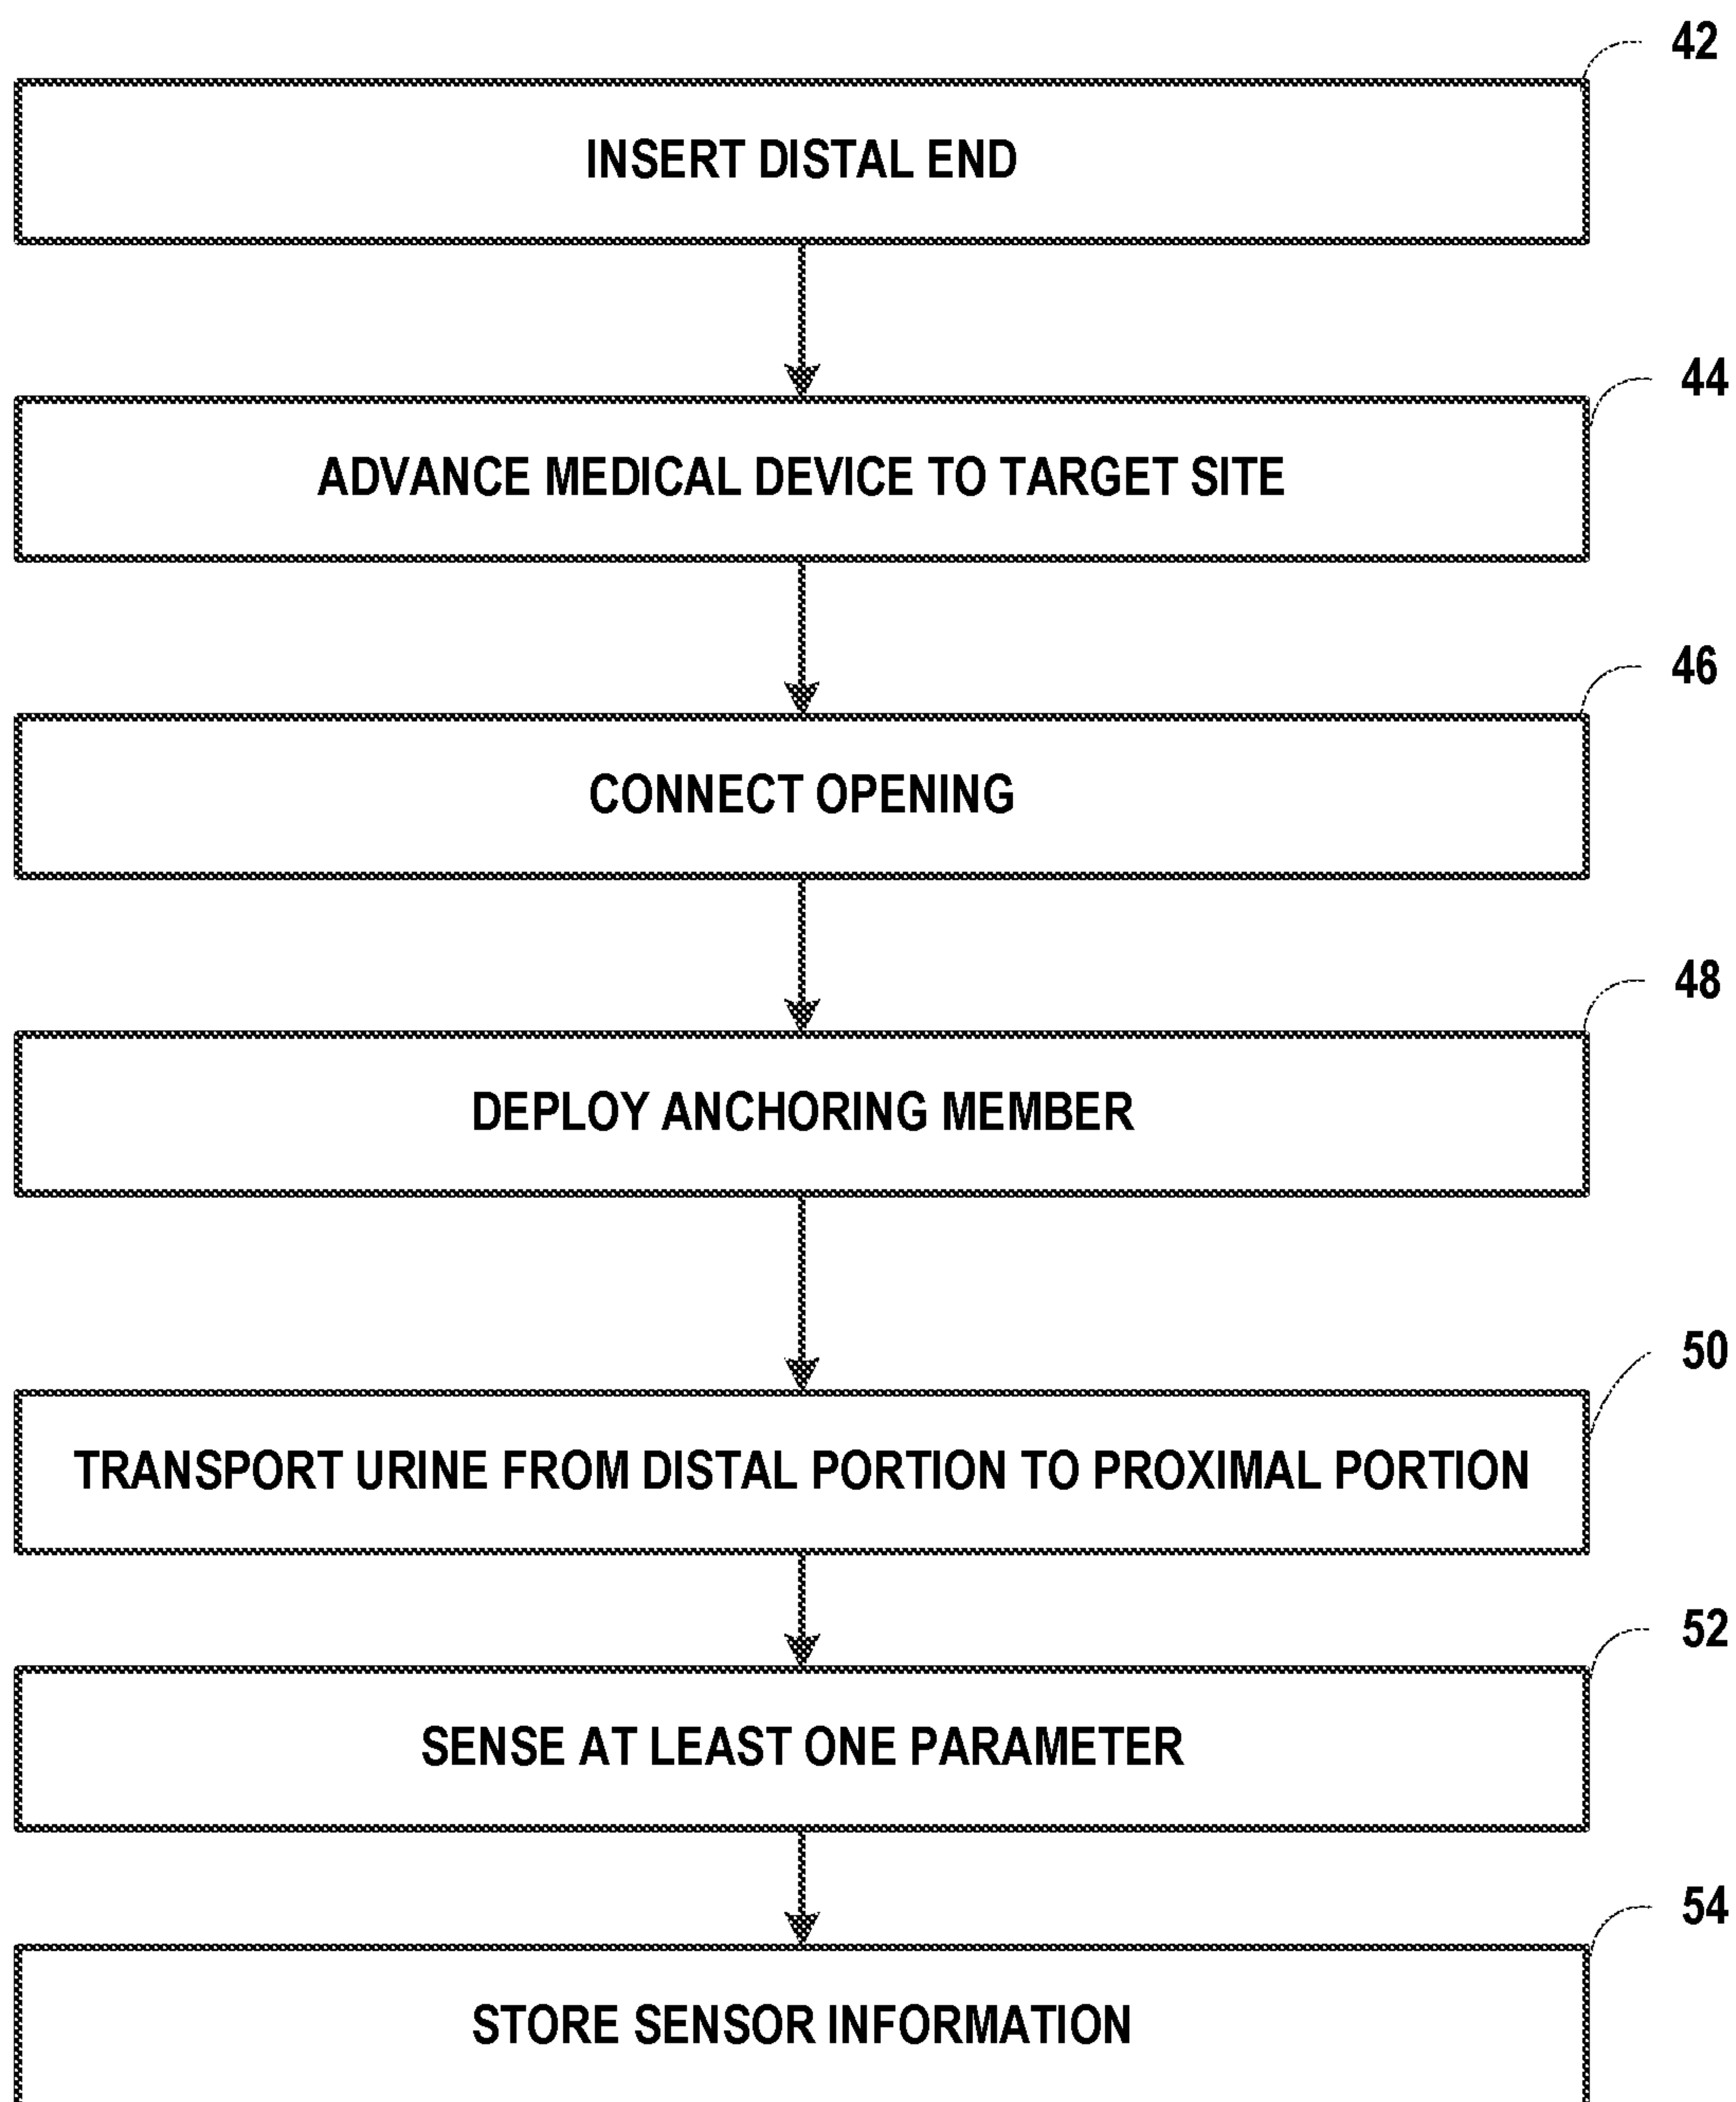 42
INSERT DISTAL END
44
ADVANCE MEDICAL DEVICE TO TARGET SITE
46
CONNECT OPENING
48
DEPLOY ANCHORING MEMBER
50
TRANSPORT URINE FROM DISTAL PORTION TO PROXIMAL PORTION
52
SENSE AT LEAST ONE PARAMETER
54
STORE SENSOR INFORMATION